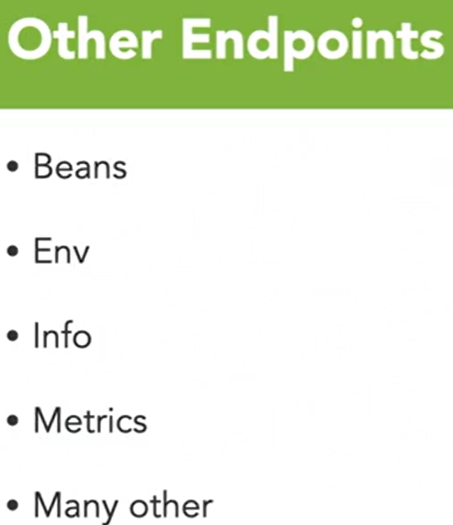 Other Endpoints
• Beans
• Env
• Info
• Metrics
• Many other